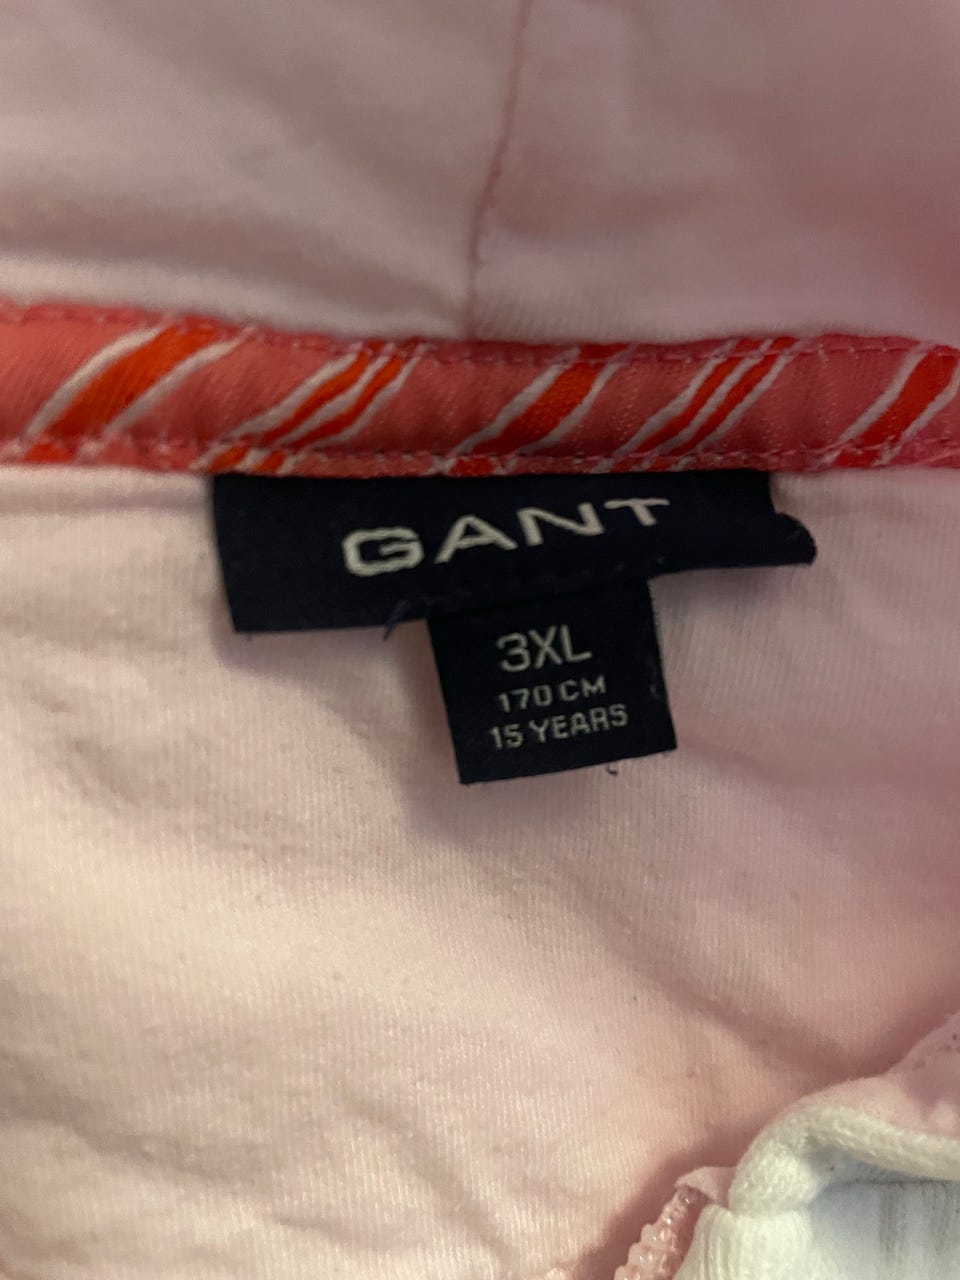 GANT
3XL
170 CM
15 YEARS